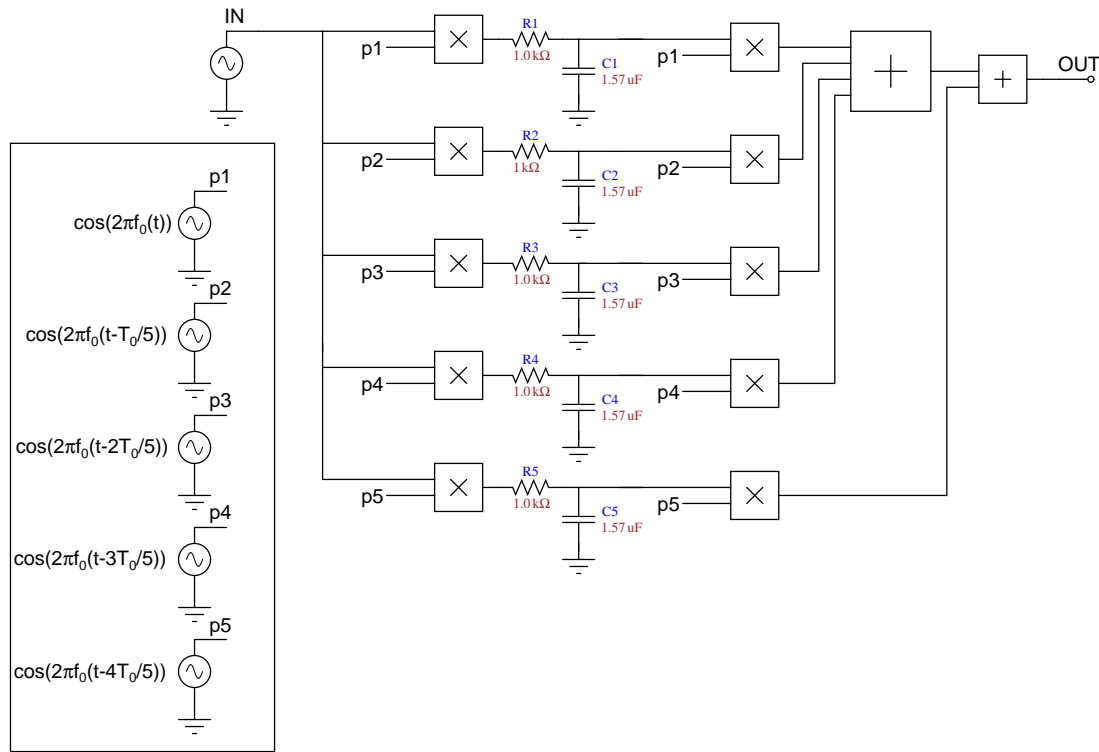 IN
p1
R1
1.0 kΩ
C1
1.57 uF
p1
OUT
p2
R2
1 kΩ
C2
1.57 uF
p2
p3
R3
1.0 kΩ
C3
1.57 uF
p3
p4
R4
1.0 kΩ
C4
1.57 uF
p4
p5
R5
1.0 kΩ
C5
1.57 uF
p5
p1
cos(2πf₀(t))
p2
cos(2πf₀(t-T₀/5))
p3
cos(2πf₀(t-2T₀/5))
p4
cos(2πf₀(t-3T₀/5))
p5
cos(2πf₀(t-4T₀/5))